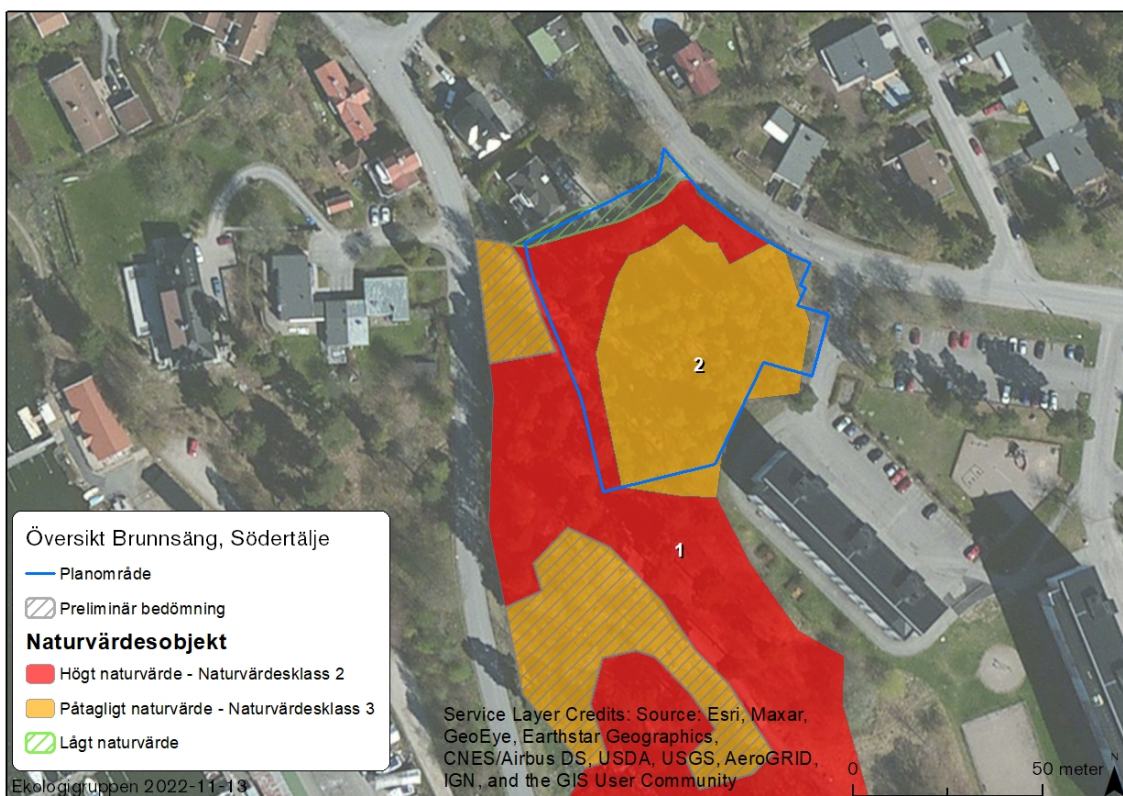 2
1
Översikt Brunnsäng, Södertälje
Planområde
Preliminär bedömning
Naturvärdesobjekt
Högt naturvärde - Naturvärdesklass 2
Påtagligt naturvärde - Naturvärdesklass 3
Lågt naturvärde
Ekologigruppen 2022-11-13
Service Layer Credits: Source: Esri, Maxar,
GeoEye, Earthstar Geographics,
CNES/Airbus DS, USDA, USGS, AeroGRID,
IGN, and the GIS User Community
0 50 meter
N